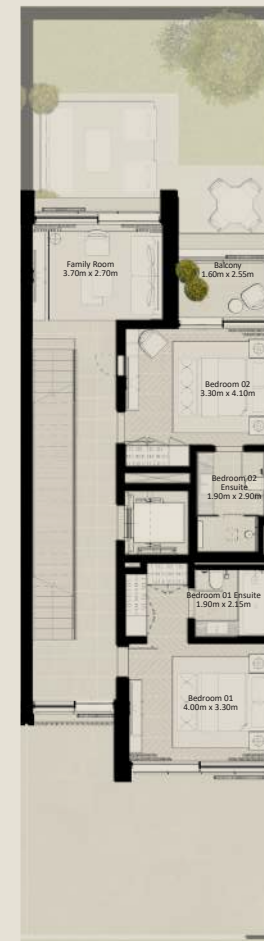 Family Room
3.70m x 2.70m
Balcony
1.60m x 2.55m
Bedroom 02
3.30m x 4.10m
Bedroom 02
Ensuite
1.90m x 2.90m
Bedroom 01 Ensuite
1.90m x 2.15m
Bedroom 01
4.00m x 3.30m